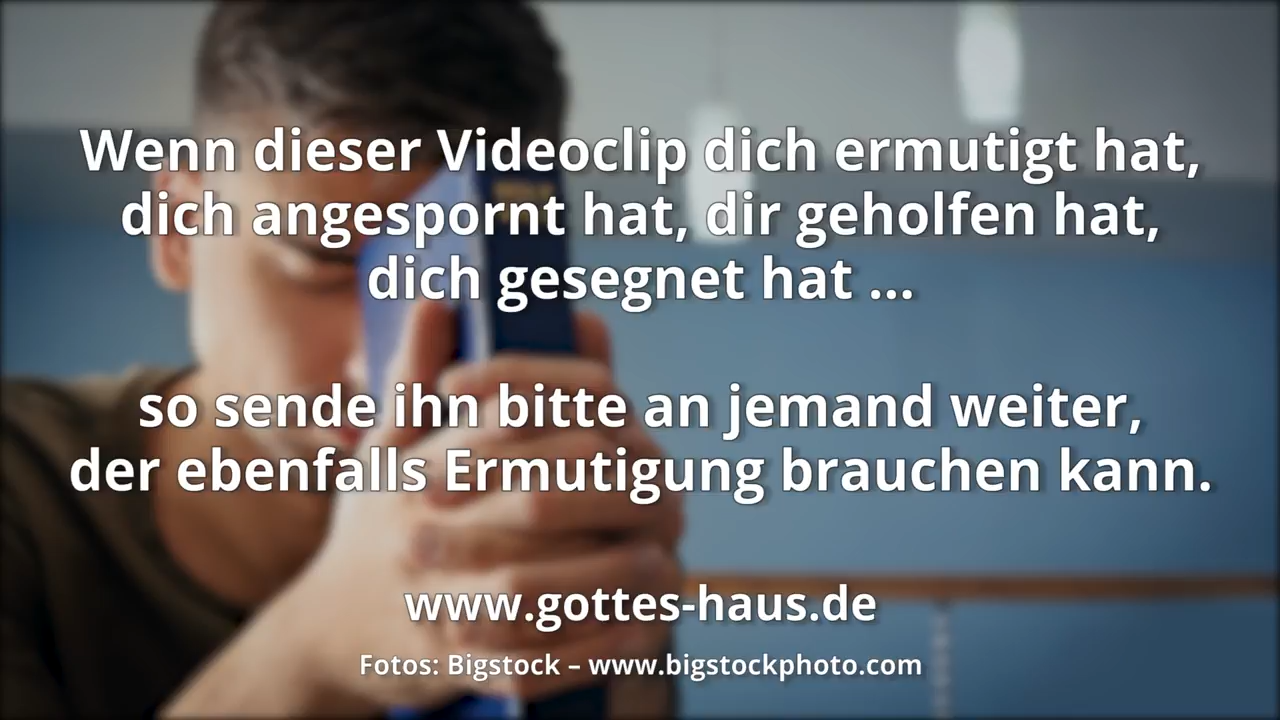 Wenn dieser Videoclip dich ermutigt hat,
dich angespornt hat, dir geholfen hat,
dich gesegnet hat ...
so sende ihn bitte an jemand weiter,
der ebenfalls Ermutigung brauchen kann.
www.gottes-haus.de
Fotos: Bigstock – www.bigstockphoto.com